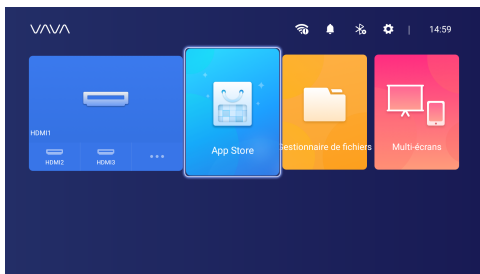 VAVA
14:59
HDMI1
HDMI2
HDMI3
App Store
Gestionnaire de fichiers
Multi-écrans